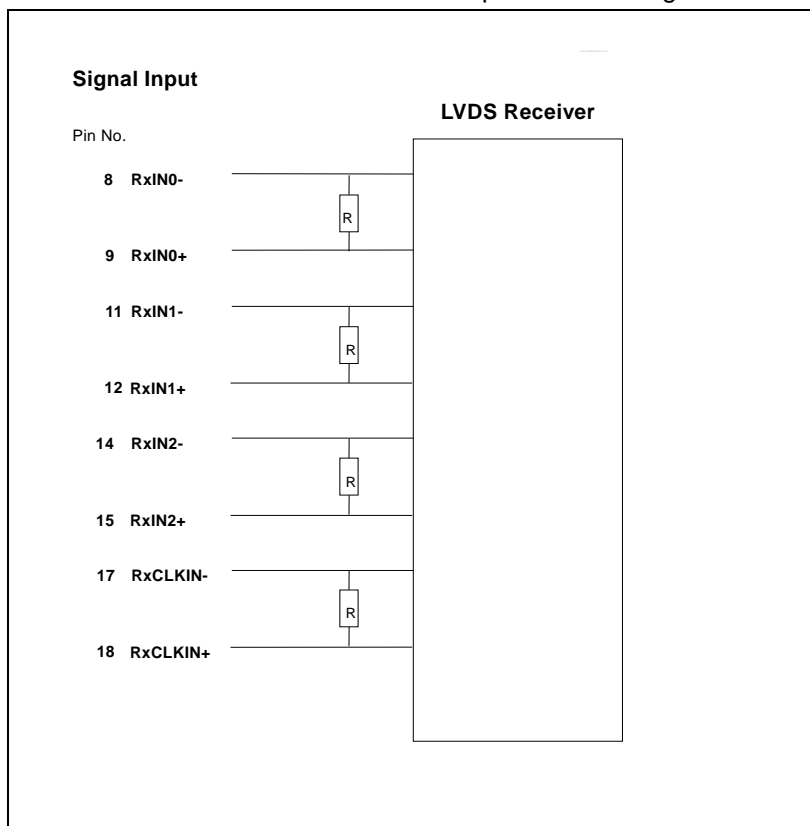 Signal Input
LVDS Receiver
Pin No.
8 RxIN0-
R
9 RxIN0+
11 RxIN1-
R
12 RxIN1+
14 RxIN2-
R
15 RxIN2+
17 RxCLKIN-
R
18 RxCLKIN+